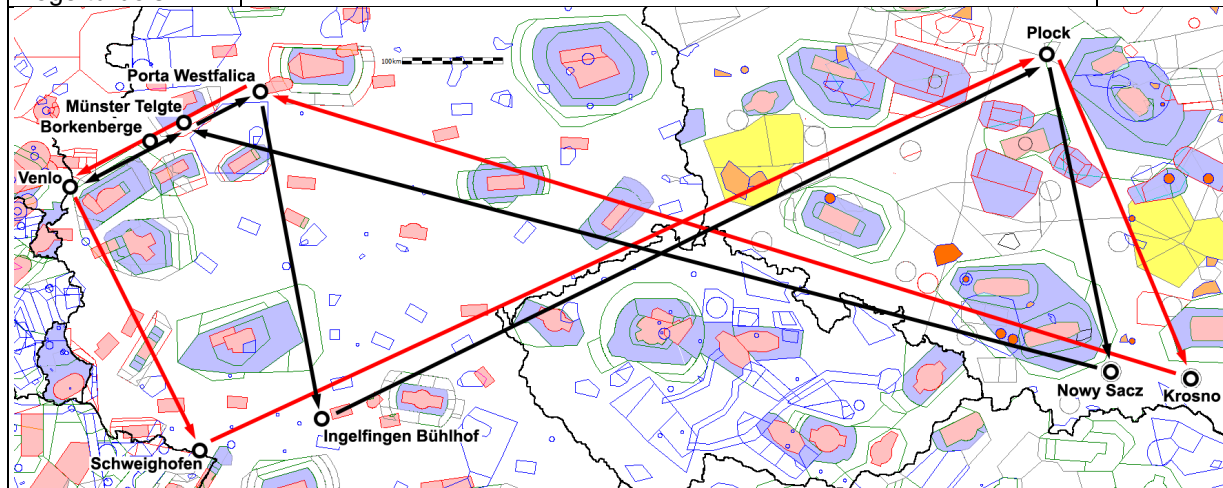 Plock
Porta Westfalica
100km
Münster Telgte
Borkenberge
Venlo
Nowy Sacz
Krosno
Ingelfingen Bühlhof
Schweighofen